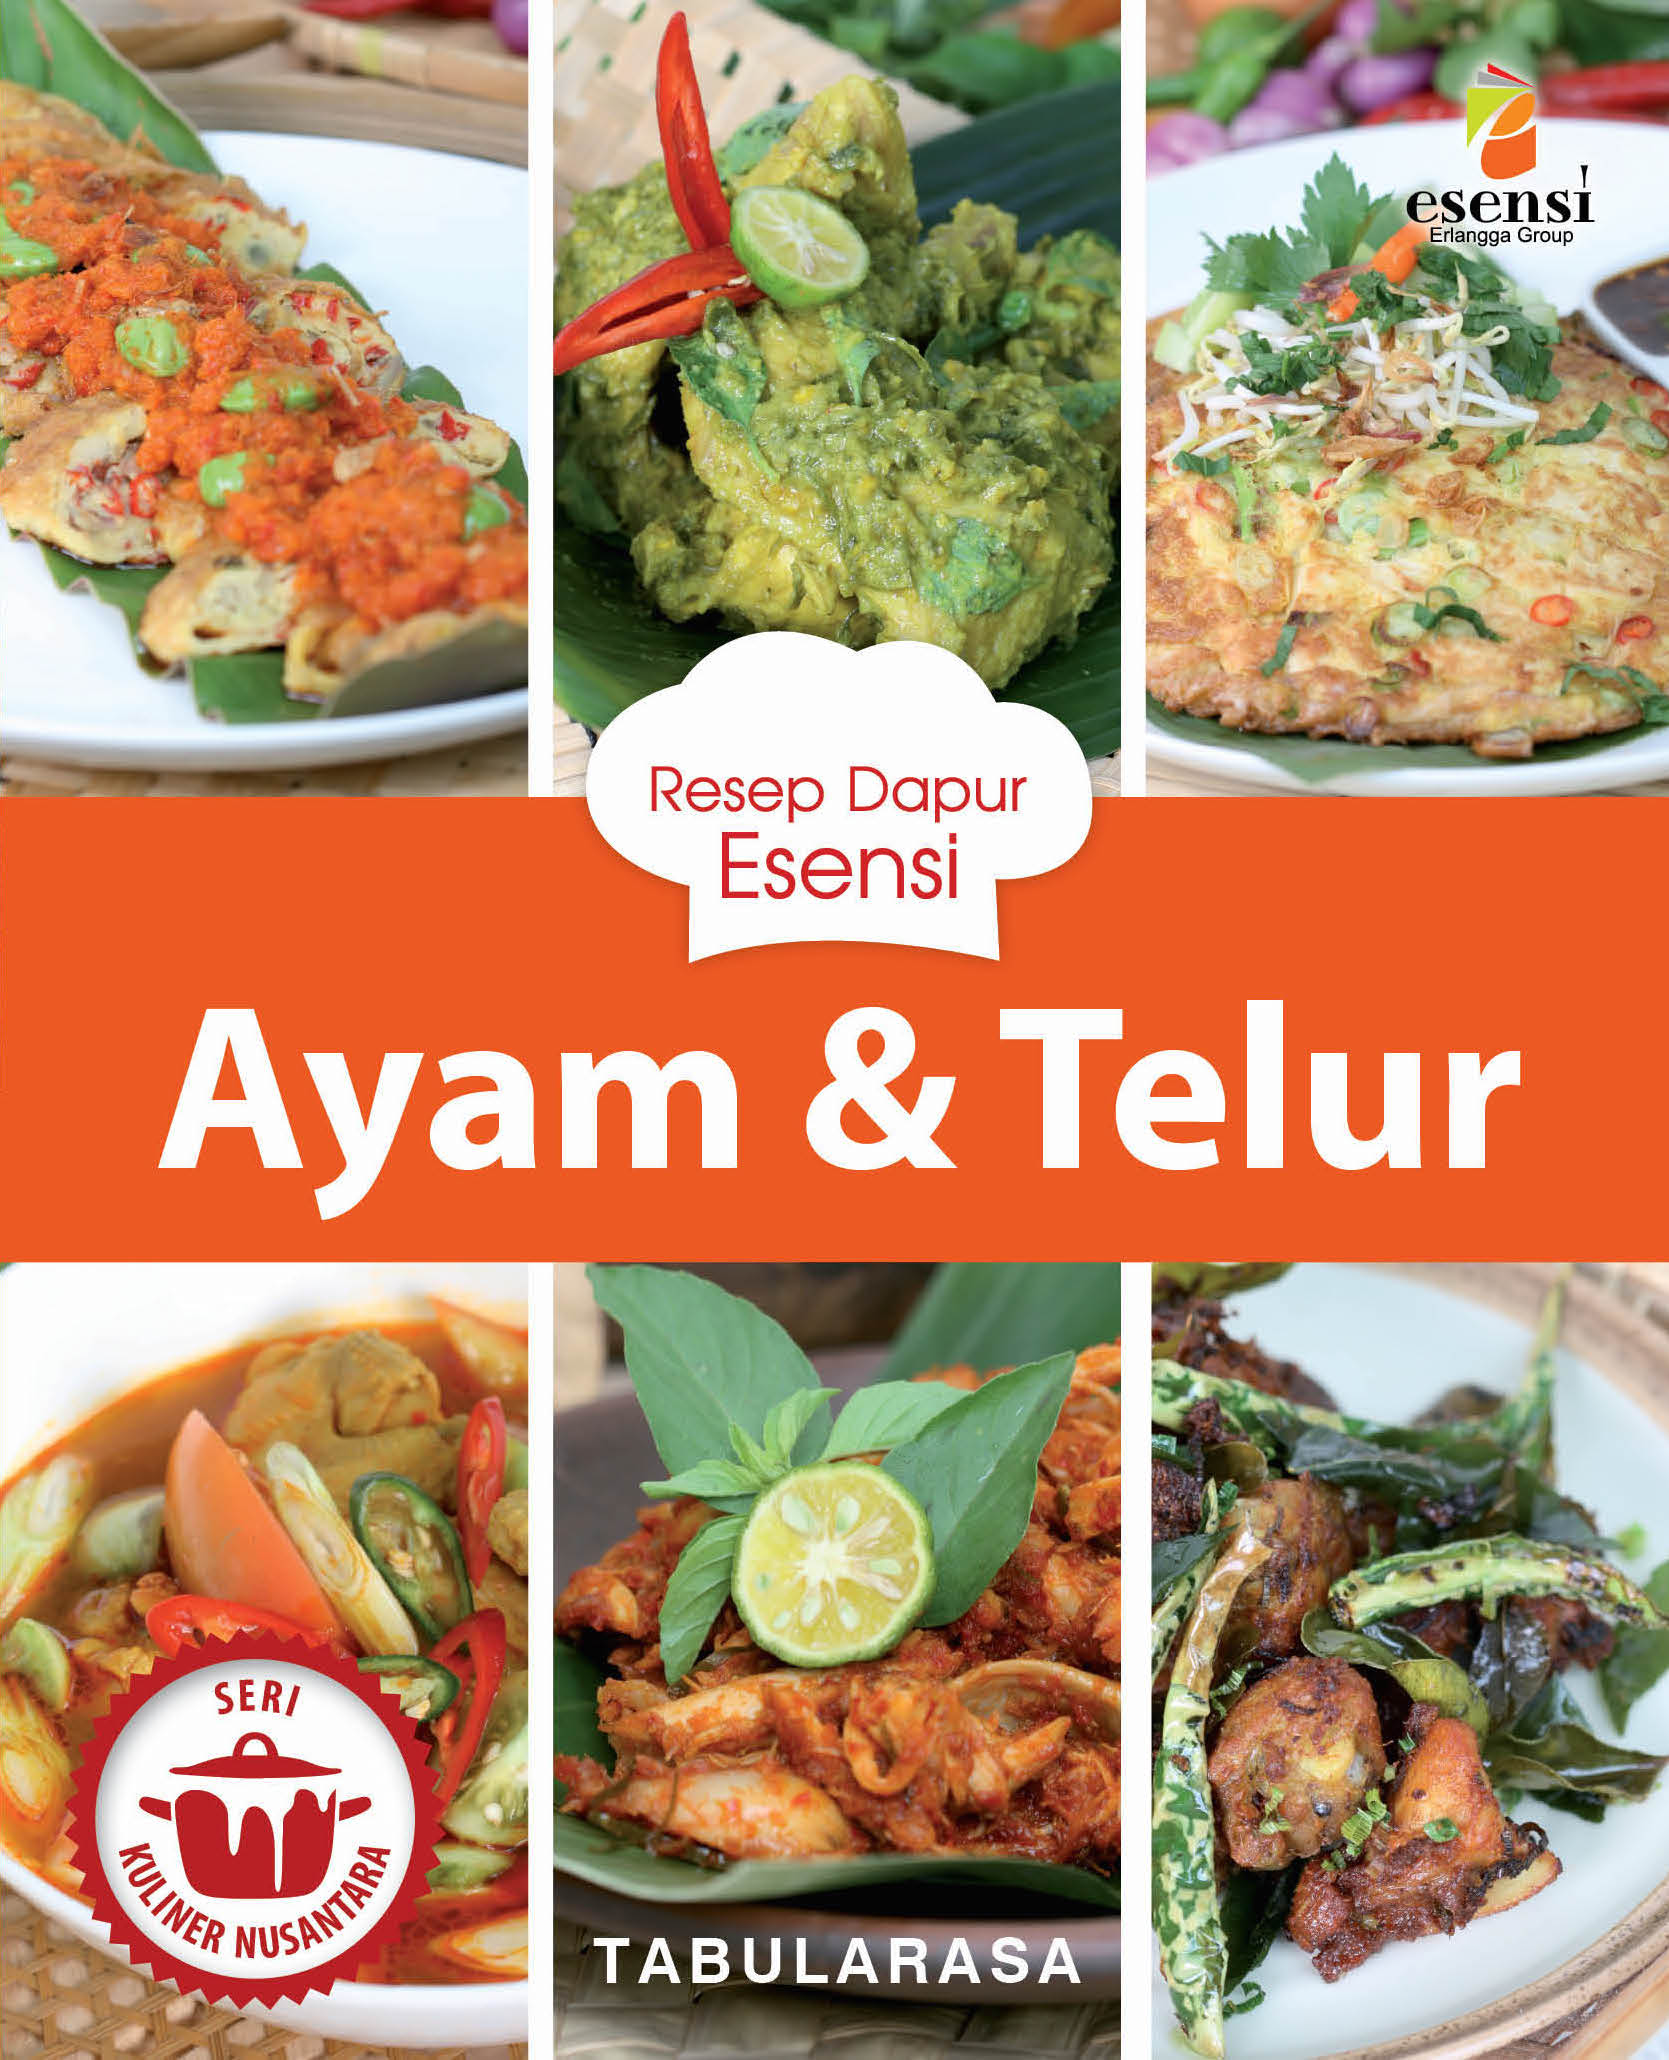 esensi
Erlangga Group
Resep Dapur
Esensi
Ayam & Telur
SERI
KULINER NUSANTARA
TABULARASA